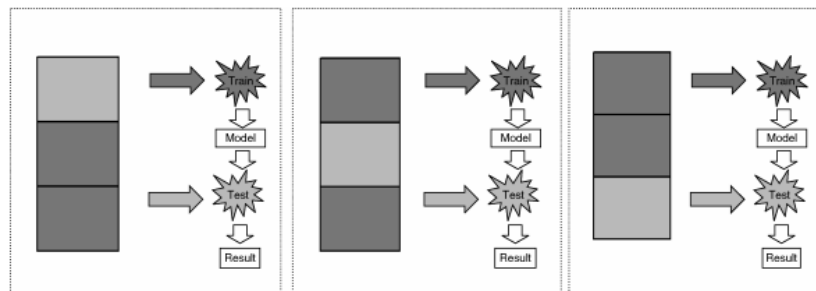 Train
Model
Test
Result
Train
Model
Test
Result
Train
Model
Test
Result